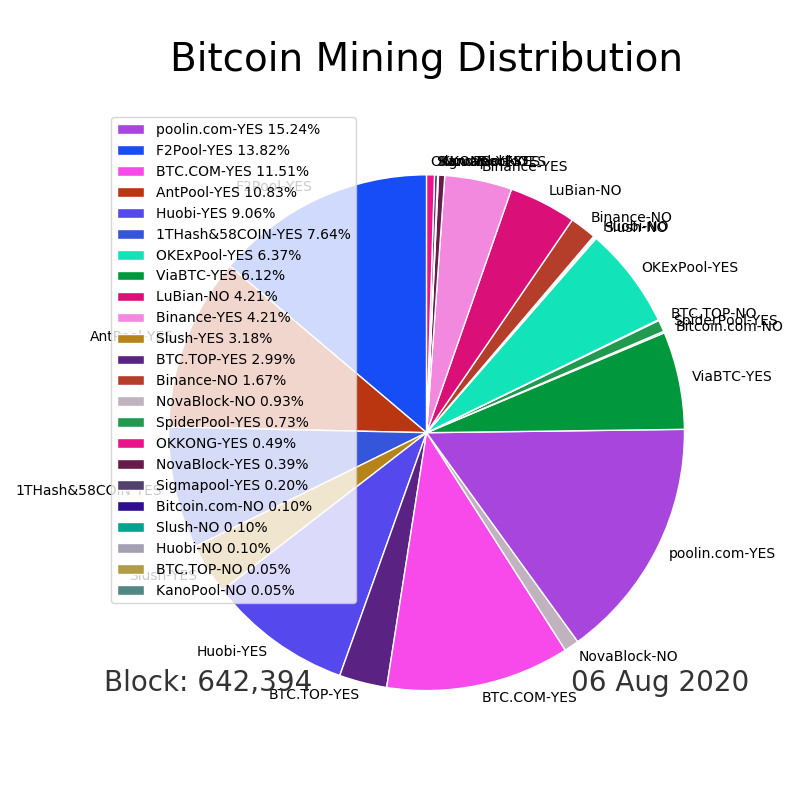 Bitcoin Mining Distribution
poolin.com-YES 15.24%
F2Pool-YES 13.82%
BTC.COM-YES 11.51%
AntPool-YES 10.83%
Huobi-YES 9.06%
1THash&58COIN-YES 7.64%
OKExPool-YES 6.37%
ViaBTC-YES 6.12%
LuBian-NO 4.21%
Binance-YES 4.21%
Slush-YES 3.18%
BTC.TOP-YES 2.99%
Binance-NO 1.67%
NovaBlock-NO 0.93%
SpiderPool-YES 0.73%
OKKONG-YES 0.49%
NovaBlock-YES 0.39%
Sigmapool-YES 0.20%
Bitcoin.com-NO 0.10%
Slush-NO 0.10%
Huobi-NO 0.10%
BTC.TOP-NO 0.05%
KanoPool-NO 0.05%
Binance-YES
LuBian-NO
Binance-NO
Huobi-NO
Slush-NO
OKExPool-YES
BTC.TOP-NO
SpiderPool-YES
Bitcoin.com-NO
ViaBTC-YES
poolin.com-YES
NovaBlock-NO
BTC.COM-YES
BTC.TOP-YES
Huobi-YES
Slush-YES
1THash&58COIN-YES
AntPool-YES
F2Pool-YES
Block: 642,394
06 Aug 2020